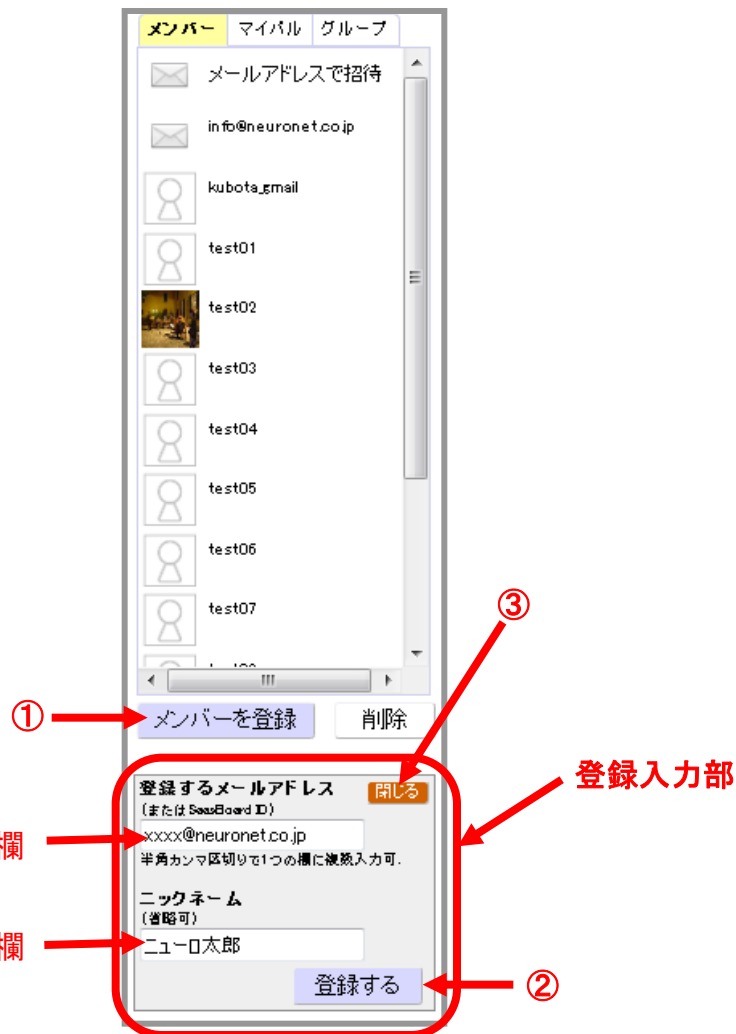 メンバー マイパル グループ
メールアドレスで招待
info@neuronet.co.jp
kubota_gmail
test01
test02
test03
test04
test05
test06
test07
③
① メンバーを登録 削除
登録するメールアドレス 閉じる
(または SaasBoard ID)
登録入力部
欄 xxxx@neuronet.co.jp
半角カンマ区切りで1つの欄に複数入力可.
ニックネーム
(省略可)
欄 ニューロ太郎
登録する ②